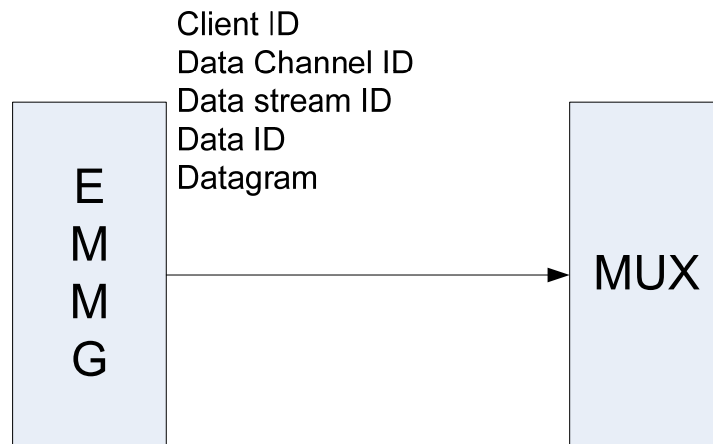 Client ID
Data Channel ID
Data stream ID
Data ID
Datagram
E
M
M
G
MUX